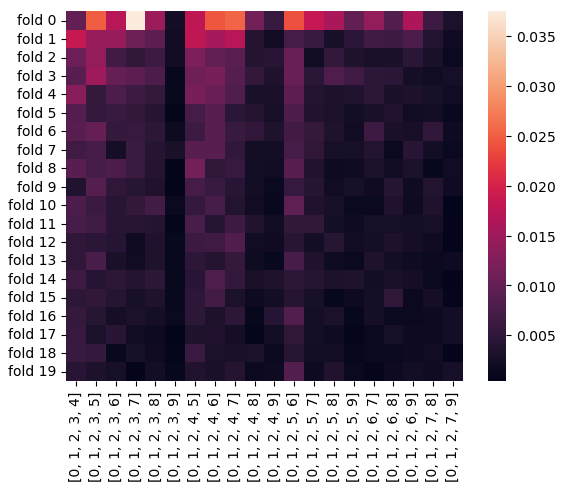 fold 0
fold 1
fold 2
fold 3
fold 4
fold 5
fold 6
fold 7
fold 8
fold 9
fold 10
fold 11
fold 12
fold 13
fold 14
fold 15
fold 16
fold 17
fold 18
fold 19
[0, 1, 2, 3, 4]
[0, 1, 2, 3, 5]
[0, 1, 2, 3, 6]
[0, 1, 2, 3, 7]
[0, 1, 2, 3, 8]
[0, 1, 2, 3, 9]
[0, 1, 2, 4, 5]
[0, 1, 2, 4, 6]
[0, 1, 2, 4, 7]
[0, 1, 2, 4, 8]
[0, 1, 2, 4, 9]
[0, 1, 2, 5, 6]
[0, 1, 2, 5, 7]
[0, 1, 2, 5, 8]
[0, 1, 2, 5, 9]
[0, 1, 2, 6, 7]
[0, 1, 2, 6, 8]
[0, 1, 2, 6, 9]
[0, 1, 2, 7, 8]
[0, 1, 2, 7, 9]
0.035
0.030
0.025
0.020
0.015
0.010
0.005